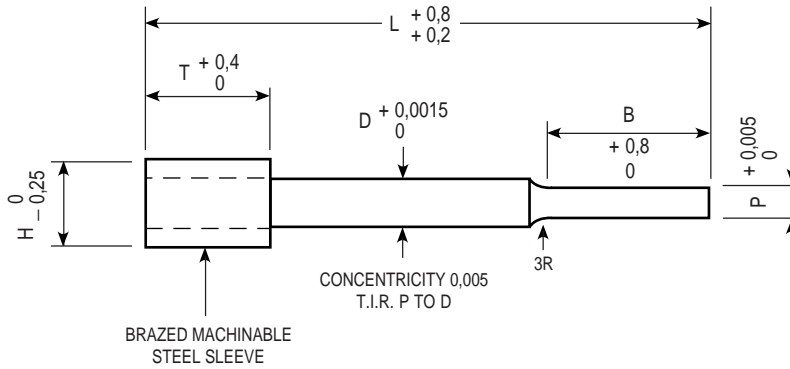 L + 0,8
+ 0,2
T + 0,4
0
D + 0,0015
0
B
+ 0,8
0
P + 0,005
0
H 0
– 0,25
3R
CONCENTRICITY 0,005
T.I.R. P TO D
BRAZED MACHINABLE
STEEL SLEEVE